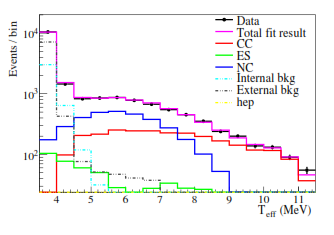 Events / bin
10⁴
10³
10²
Data
Total fit result
CC
ES
NC
Internal bkg
External bkg
hep
4 5 6 7 8 9 10 11
T_eff (MeV)